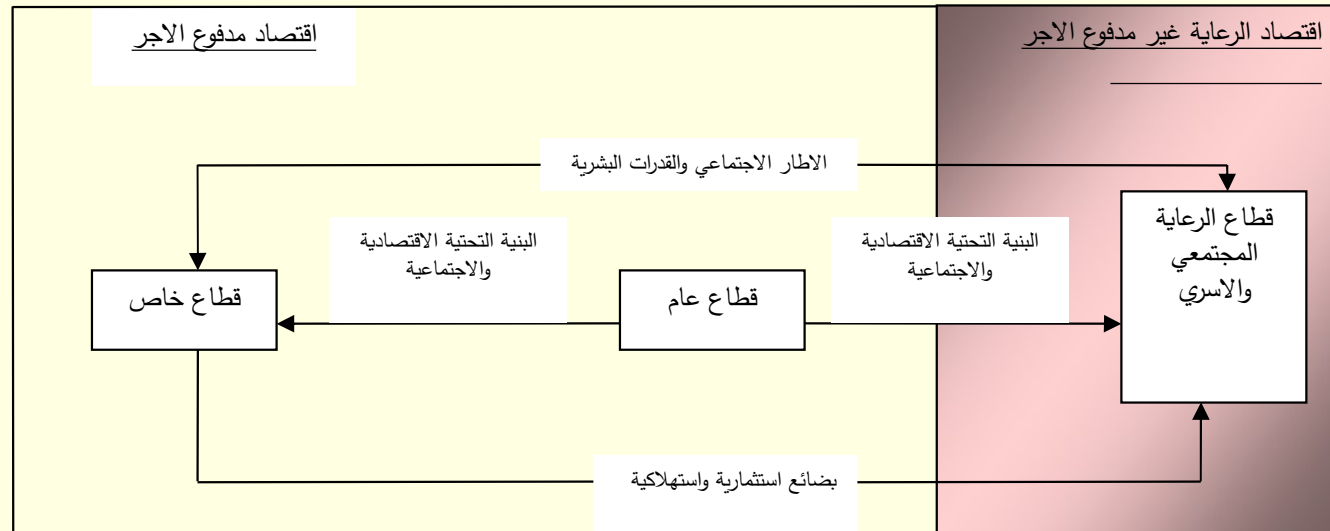 اقتصاد الرعاية غير مدفوع الاجر
اقتصاد مدفوع الاجر
الاطار الاجتماعي والقدرات البشرية
قطاع الرعاية
المجتمعي
والاسري
البنية التحتية الاقتصادية
والاجتماعية
البنية التحتية الاقتصادية
والاجتماعية
قطاع عام
قطاع خاص
بضائع استثمارية واستهلاكية